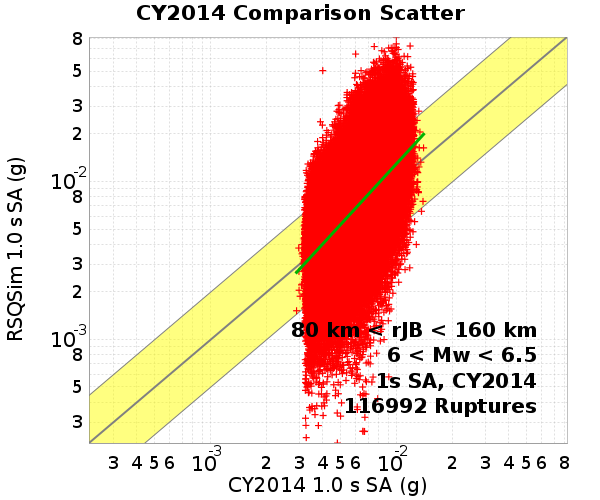 CY2014 Comparison Scatter
RSQSim 1.0 s SA (g)
8
5
3
2
10-2
8
5
3
2
10-3
8
5
3
80 km < rJB < 160 km
6 < Mw < 6.5
1s SA, CY2014
116992 Ruptures
3 4 5 6 10-3 2 3 4 5 6 10-2 2 3 4 5 6 8
CY2014 1.0 s SA (g)